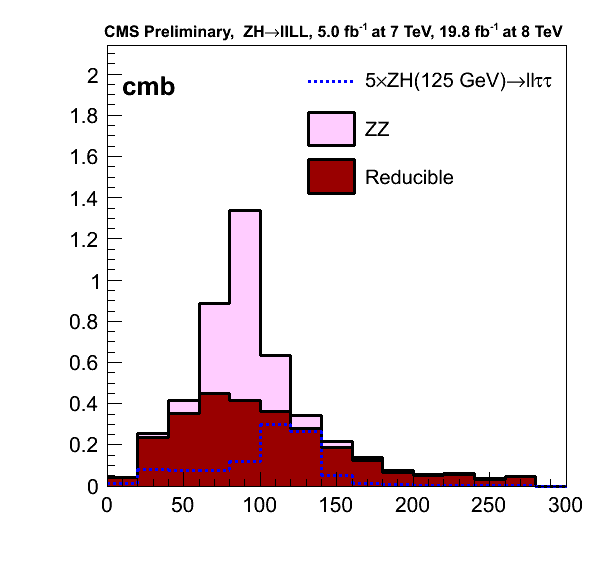 CMS Preliminary, ZH→llLL, 5.0 fb⁻¹ at 7 TeV, 19.8 fb⁻¹ at 8 TeV
cmb
5×ZH(125 GeV)→llττ
ZZ
Reducible
2
1.8
1.6
1.4
1.2
1
0.8
0.6
0.4
0.2
0
0 50 100 150 200 250 300